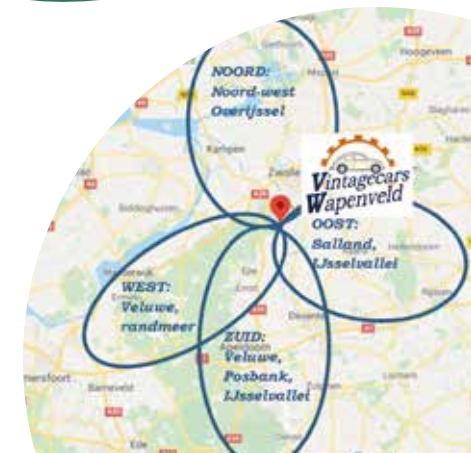 Hoogeveen
NOORD:
Noord-west
Overijssel
Kampen
Zwolle
Vintagecars
Wapenveld
OOST:
Salland,
IJsselvallei
WEST:
Veluwe,
randmeer
Epe
Deventer
ZUID:
Apeldoorn
Veluwe,
Posbank,
IJsselvallei
Barneveld
Ede